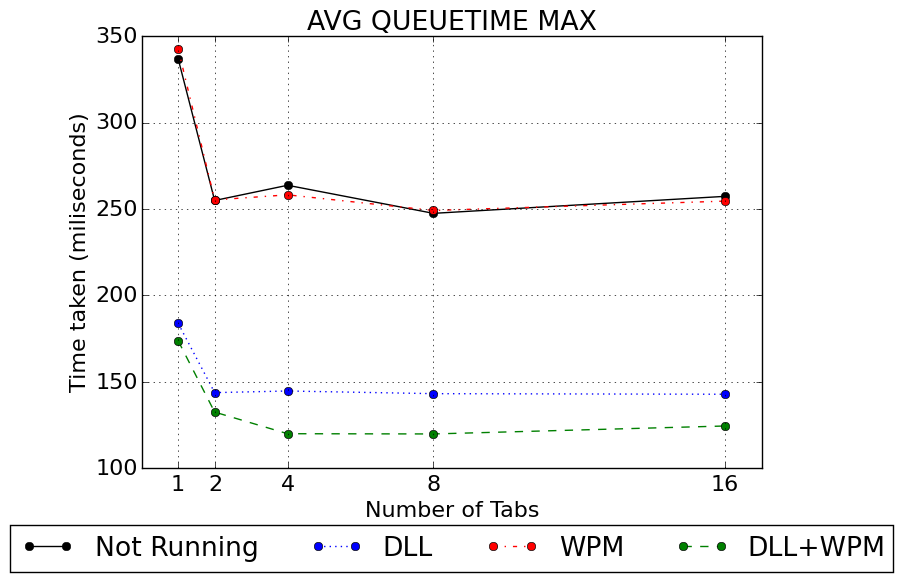 AVG QUEUETIME MAX
350
300
250
200
150
100
Time taken (miliseconds)
1 2 4 8 16
Number of Tabs
Not Running DLL WPM DLL+WPM